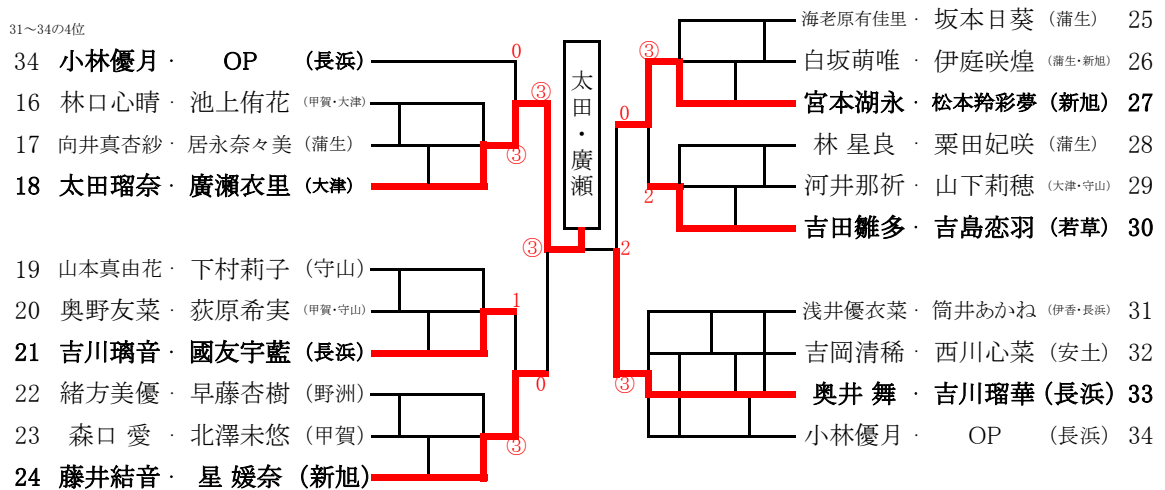 31～34の4位
34 小林優月 · OP (長浜)
16 林口心晴 · 池上侑花 (甲賀・大津)
17 向井真杏紗 · 居永奈々美 (蒲生)
18 太田瑠奈 · 廣瀬衣里 (大津)
19 山本真由花 · 下村莉子 (守山)
20 奥野友菜 · 荻原希実 (甲賀・守山)
21 吉川璃音 · 國友宇藍 (長浜)
22 緒方美優 · 早藤杏樹 (野洲)
23 森口 愛 · 北澤未悠 (甲賀)
24 藤井結音 · 星 媛奈 (新旭)
0
③
③
1
0
③
③
太田・廣瀬
2
0
③
2
③
海老原有佳里 · 坂本日葵 (蒲生) 25
白坂萌唯 · 伊庭咲煌 (蒲生・新旭) 26
宮本湖永 · 松本羚彩夢 (新旭) 27
林 星良 · 粟田妃咲 (蒲生) 28
河井那祈 · 山下莉穂 (大津・守山) 29
吉田雛多 · 吉島恋羽 (若草) 30
浅井優衣菜 · 筒井あかね (伊香・長浜) 31
吉岡清稀 · 西川心菜 (安土) 32
奥井 舞 · 吉川瑠華 (長浜) 33
小林優月 · OP (長浜) 34